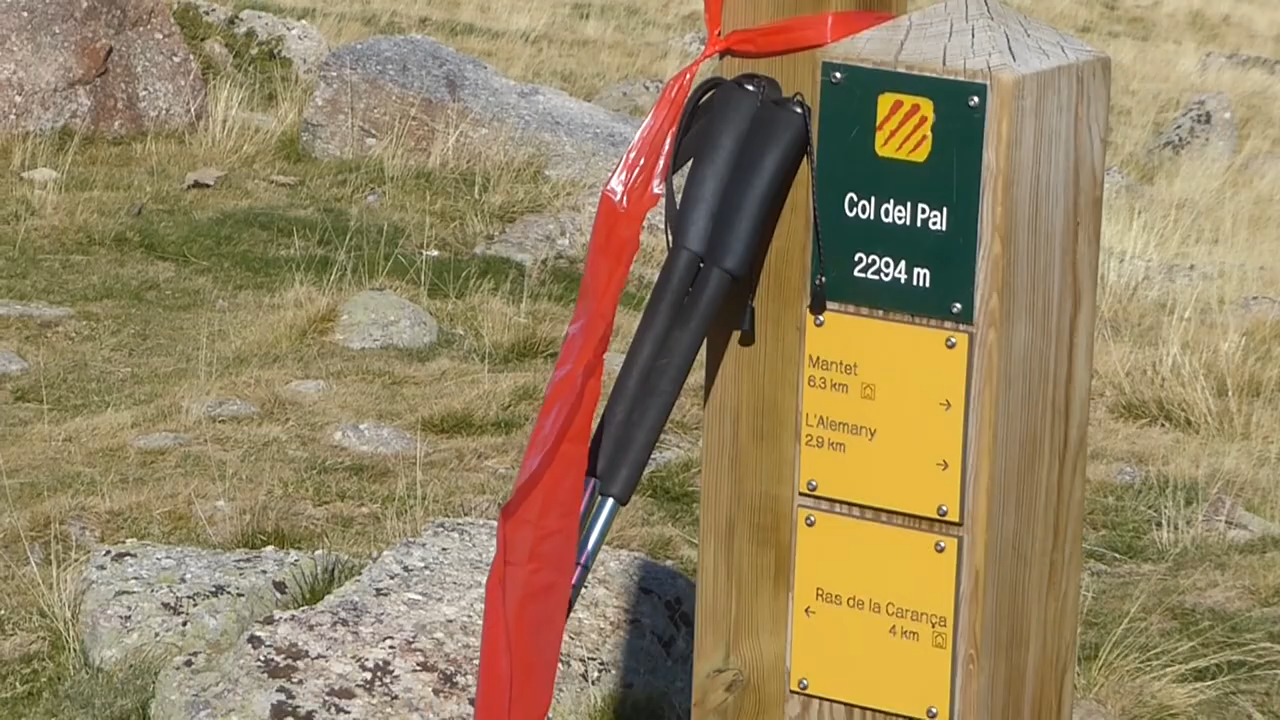 Col del Pal
2294 m
Mantet
6.3 km
→
L'Alemany
2.9 km
→
Ras de la Carança
← 4 km